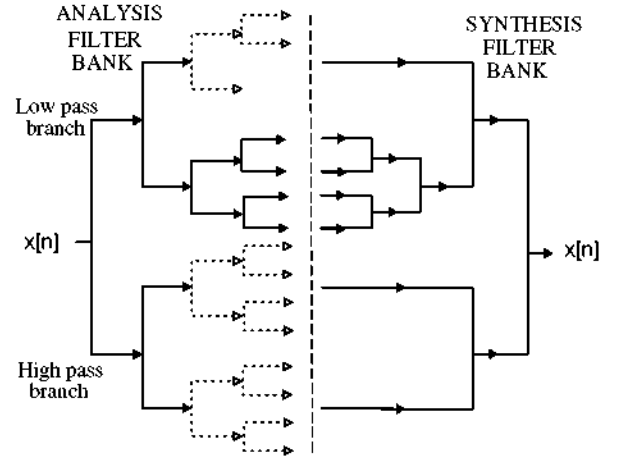 ANALYSIS
FILTER
BANK
SYNTHESIS
FILTER
BANK
Low pass
branch
x[n]
x[n]
High pass
branch